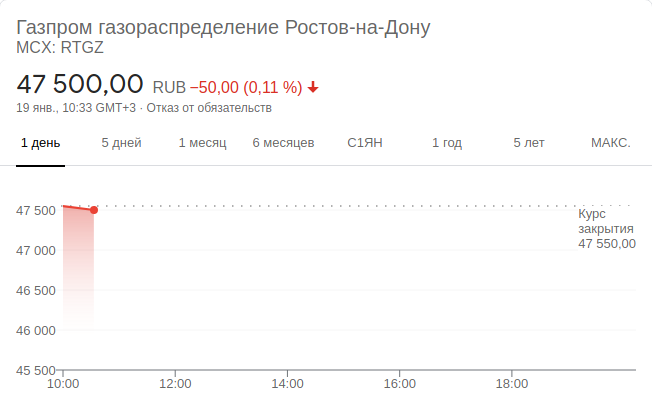 Газпром газораспределение Ростов-на-Дону
MCX: RTGZ
47 500,00 RUB −50,00 (0,11 %)
19 янв., 10:33 GMT+3 · Отказ от обязательств
1 день 5 дней 1 месяц 6 месяцев С1ЯН 1 год 5 лет МАКС.
47 500
47 000
46 500
46 000
45 500
Курс
закрытия
47 550,00
10:00 12:00 14:00 16:00 18:00